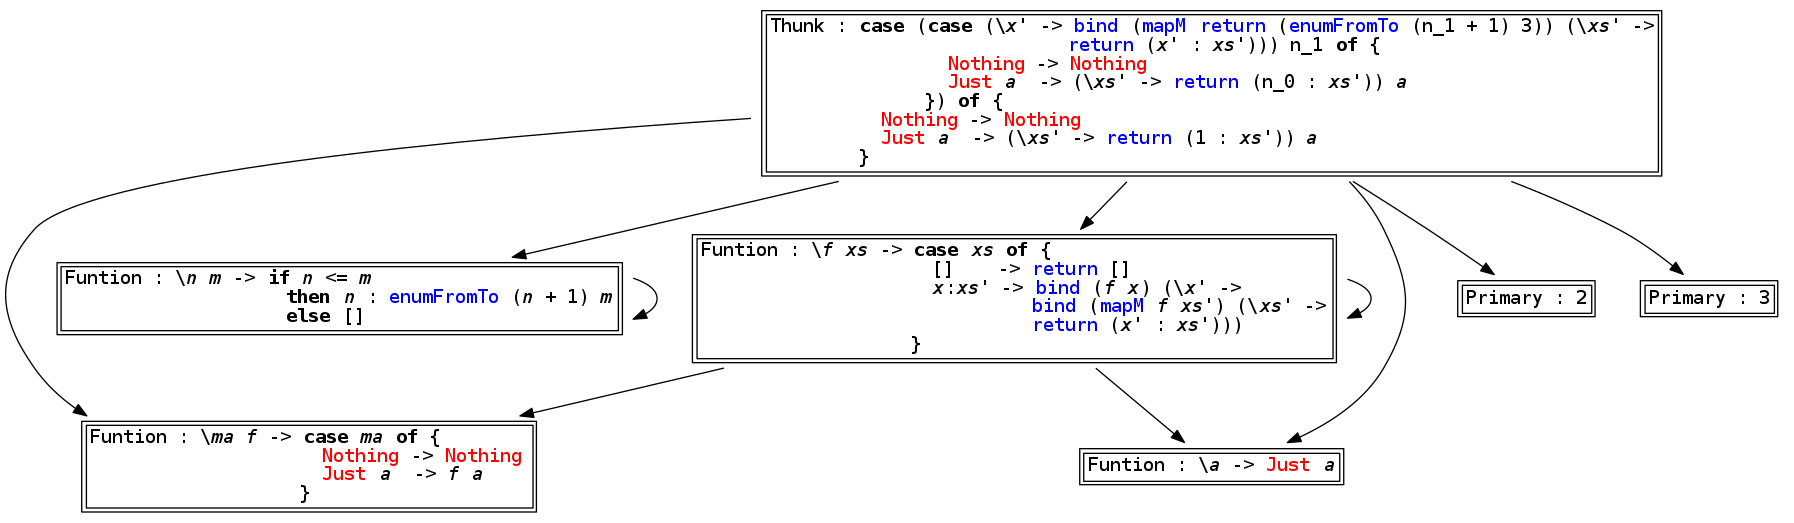 Thunk : case (case (\x' -> bind (mapM return (enumFromTo (n_1 + 1) 3)) (\xs' ->
return (x' : xs'))) n_1 of {
Nothing -> Nothing
Just a -> (\xs' -> return (n_0 : xs')) a
}) of {
Nothing -> Nothing
Just a -> (\xs' -> return (1 : xs')) a
}
Funtion : \n m -> if n <= m
then n : enumFromTo (n + 1) m
else []
Funtion : \f xs -> case xs of {
[] -> return []
x:xs' -> bind (f x) (\x' ->
bind (mapM f xs') (\xs' ->
return (x' : xs')))
}
Primary : 2
Primary : 3
Funtion : \ma f -> case ma of {
Nothing -> Nothing
Just a -> f a
}
Funtion : \a -> Just a